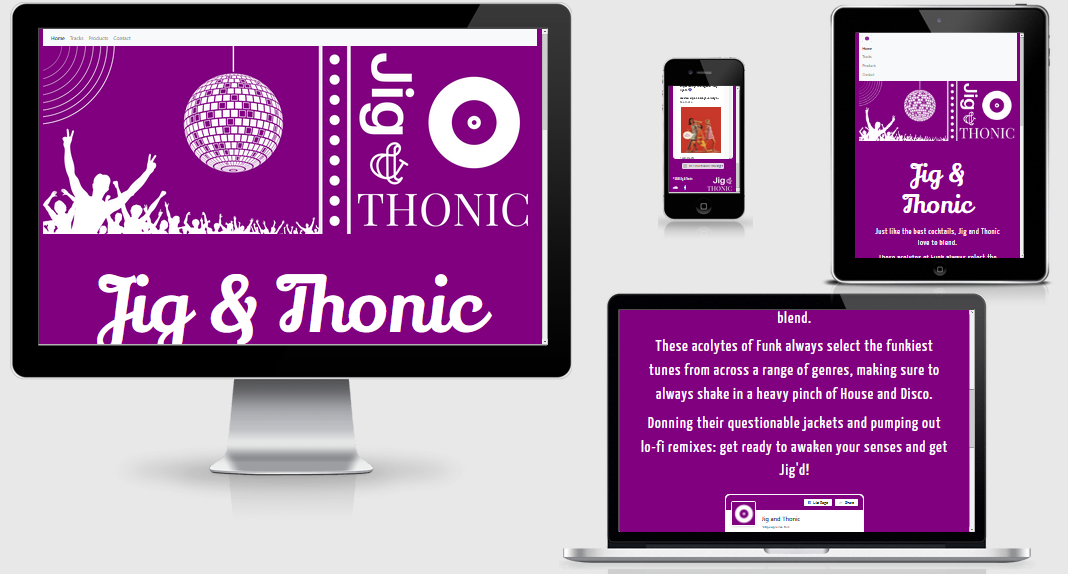 Home Tracks Products Contact
Jig
&
THONIC
Jig & Thonic
Jig&
THONIC
Home
Tracks
Products
Contact
Jig
&
THONIC
Jig &
Thonic
Just like the best cocktails, Jig and Thonic
love to blend.
These acolytes of Funk always select the
blend.
These acolytes of Funk always select the funkiest
tunes from across a range of genres, making sure to
always shake in a heavy pinch of House and Disco.
Donning their questionable jackets and pumping out
lo-fi remixes: get ready to awaken your senses and get
Jig'd!
Like Page Share
Jig and Thonic